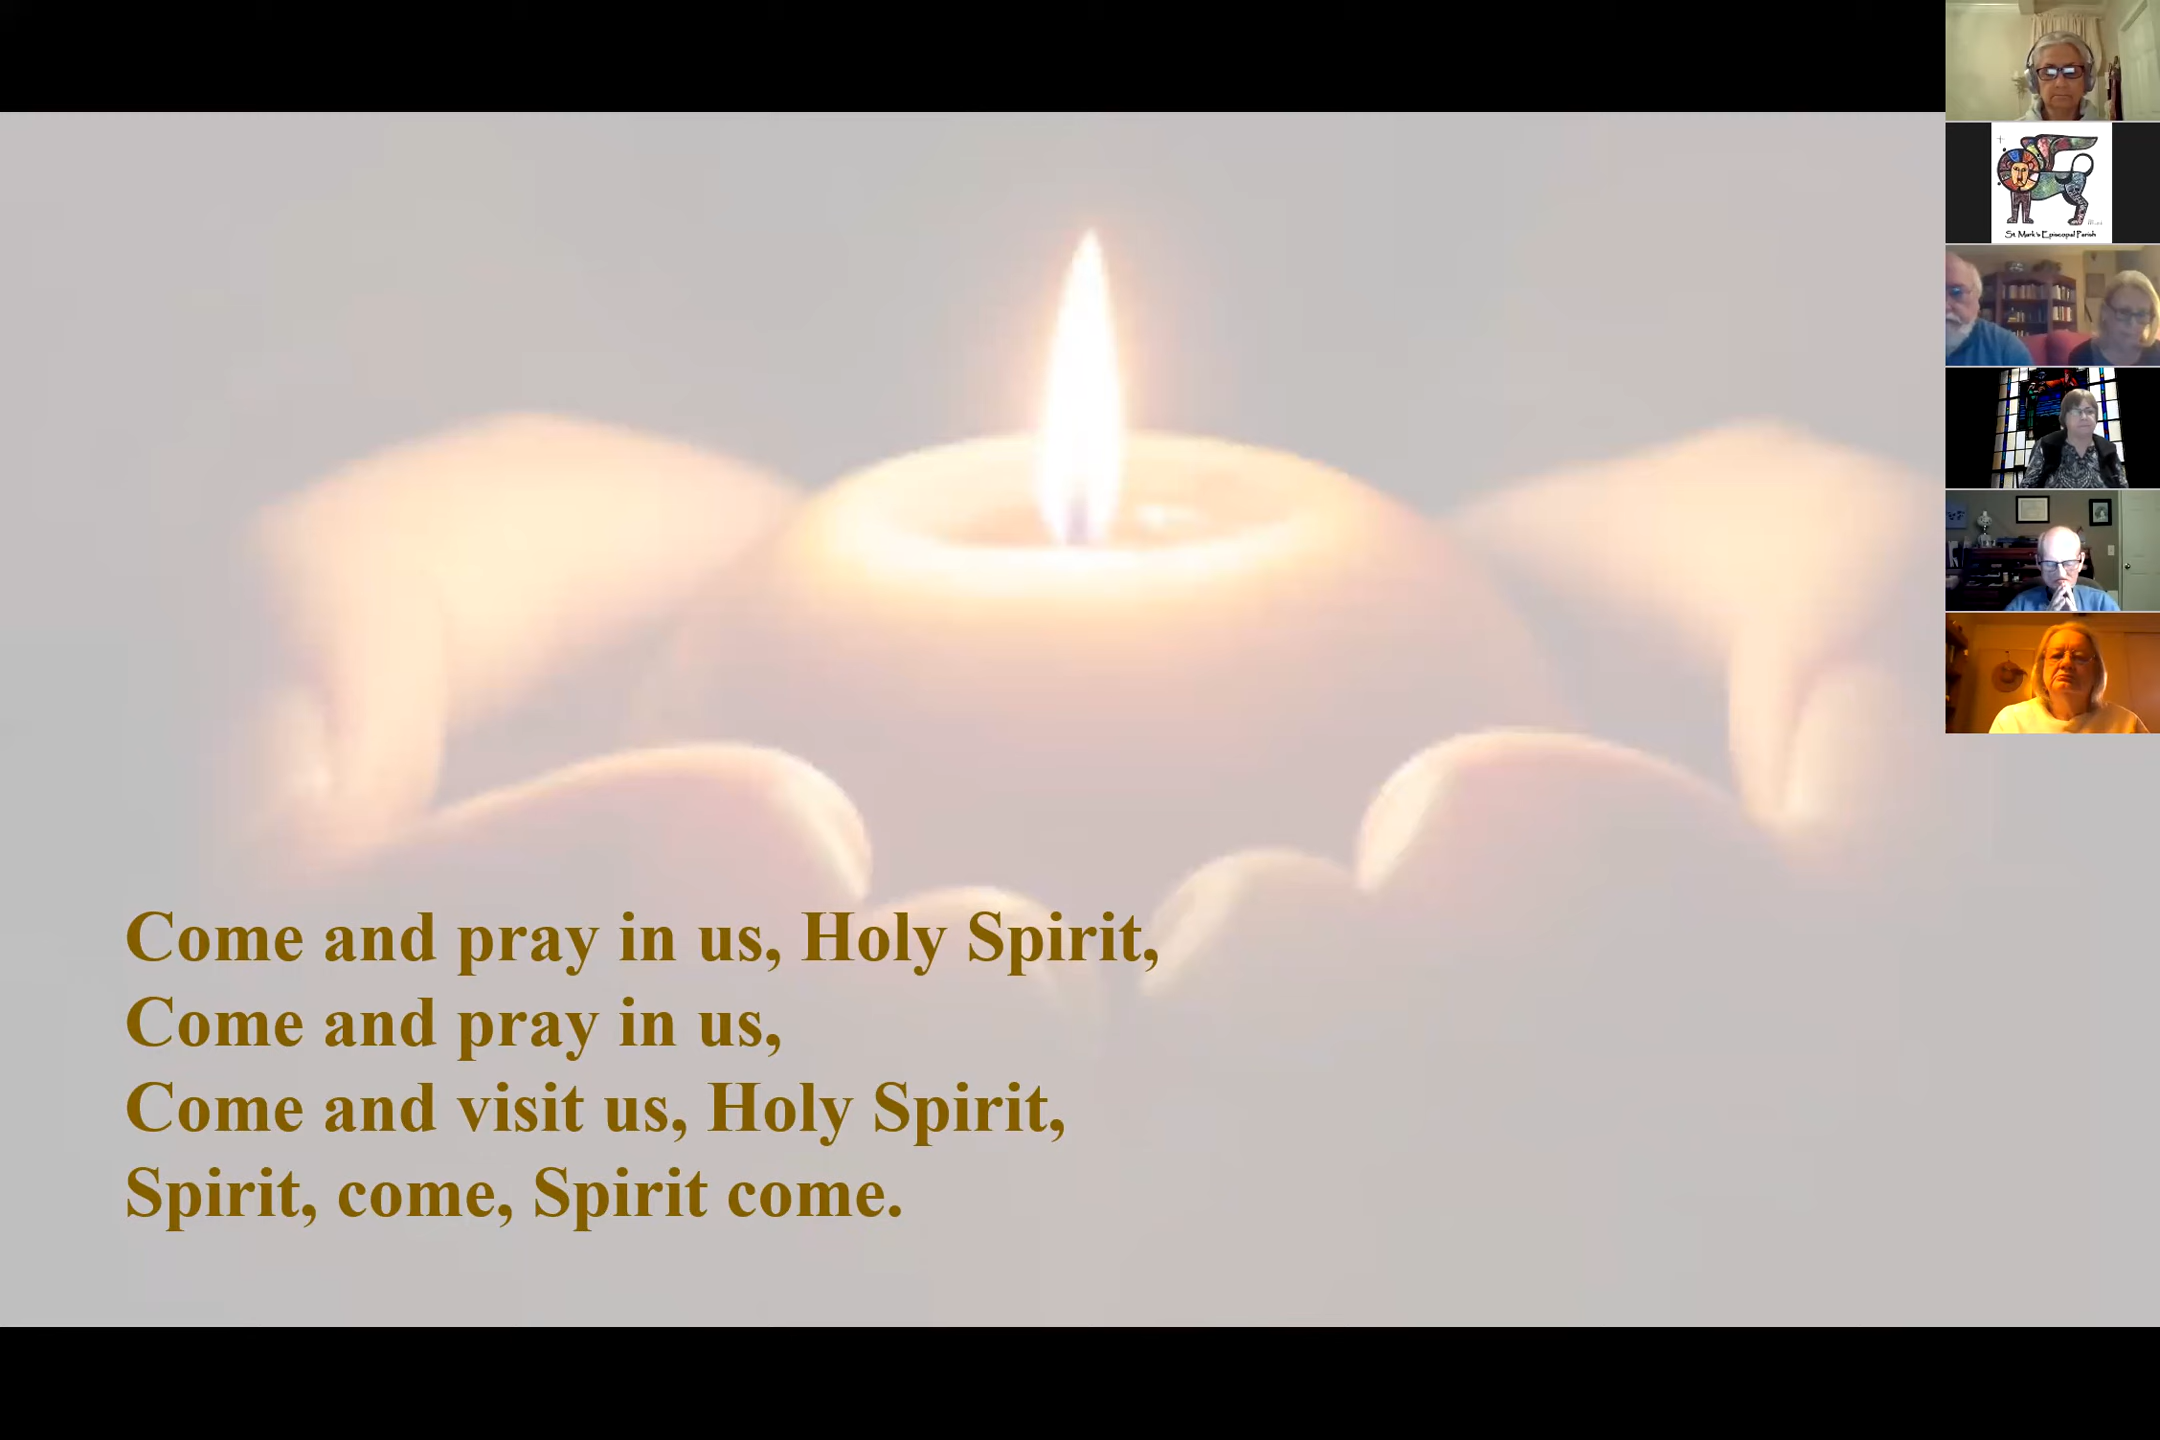 Come and pray in us, Holy Spirit,
Come and pray in us,
Come and visit us, Holy Spirit,
Spirit, come, Spirit come.
St. Mark's Episcopal Parish